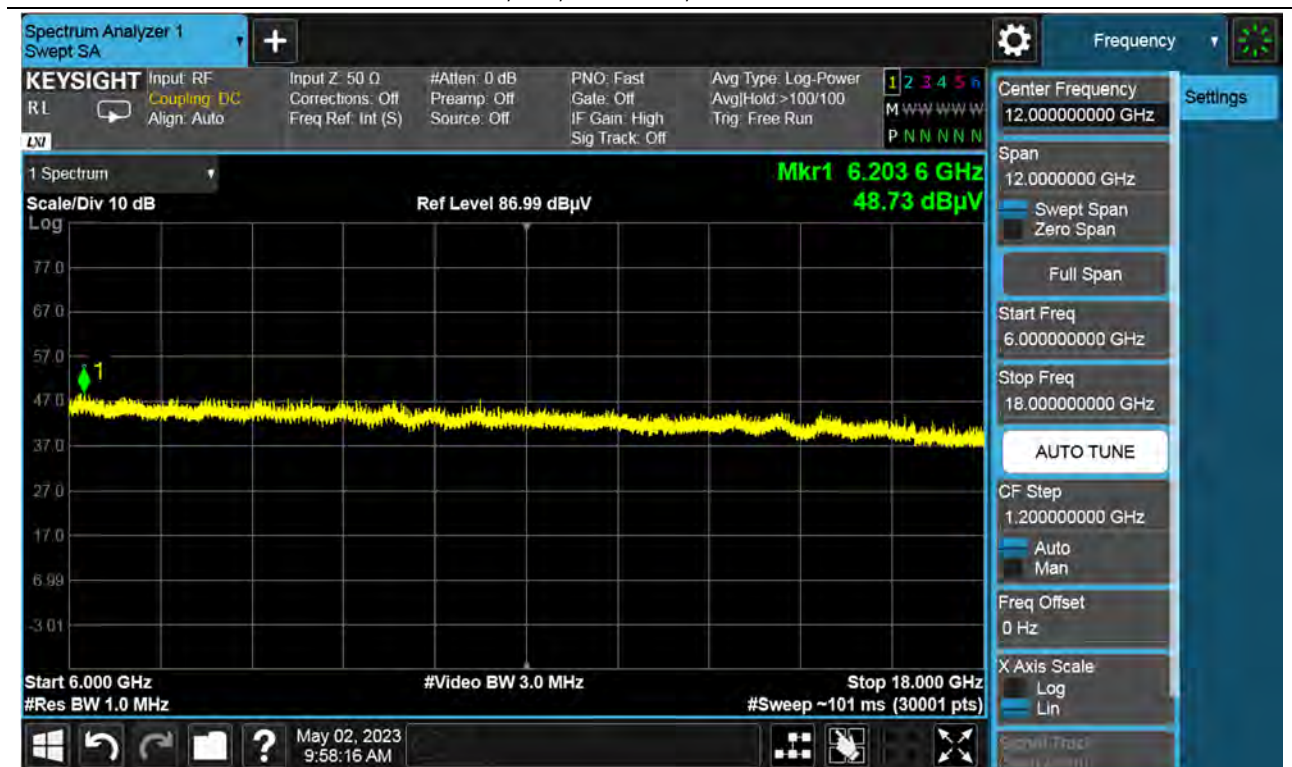 Spectrum Analyzer 1
Swept SA
Frequency
KEYSIGHT
RL
LXI
Input: RF
Coupling: DC
Align: Auto
Input Z: 50 Ω
Corrections: Off
Freq Ref: Int (S)
#Atten: 0 dB
Preamp: Off
Source: Off
PNO: Fast
Gate: Off
IF Gain: High
Sig Track: Off
Avg Type: Log-Power
Avg|Hold:>100/100
Trig: Free Run
1 2 3 4 5 6
M W W W W W
P N N N N N
1 Spectrum
Mkr1 6.203 6 GHz
Scale/Div 10 dB
Ref Level 86.99 dBµV
48.73 dBµV
Log
77.0
67.0
57.0
1
47.0
37.0
27.0
17.0
6.99
-3.01
Start 6.000 GHz
#Video BW 3.0 MHz
Stop 18.000 GHz
#Res BW 1.0 MHz
#Sweep ~101 ms (30001 pts)
May 02, 2023
9:58:16 AM
Center Frequency
12.000000000 GHz
Settings
Span
12.0000000 GHz
Swept Span
Zero Span
Full Span
Start Freq
6.000000000 GHz
Stop Freq
18.000000000 GHz
AUTO TUNE
CF Step
1.200000000 GHz
Auto
Man
Freq Offset
0 Hz
X Axis Scale
Log
Lin
Signal Track